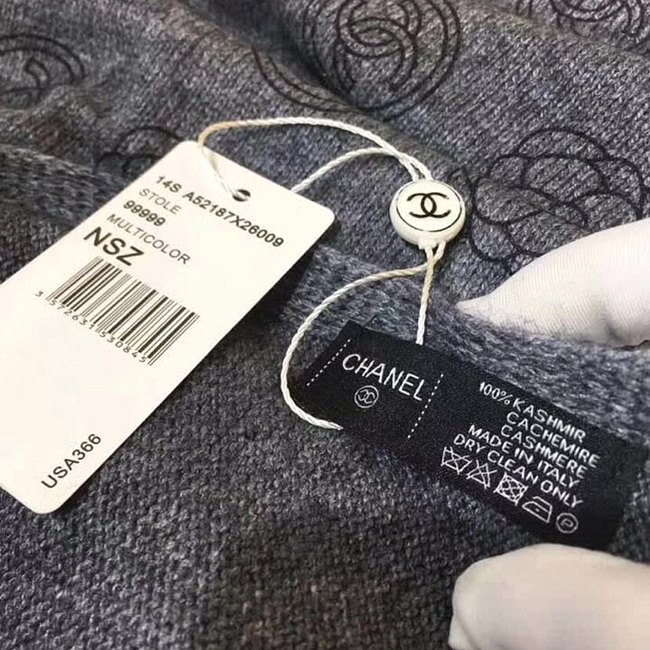 14S A52187X26009
STOLE
99999
MULTICOLOR
NSZ
3 572631 530845
USA366
CHANEL
100% KASHMIR
CACHEMIRE
CASHMERE
MADE IN ITALY
DRY CLEAN ONLY
P